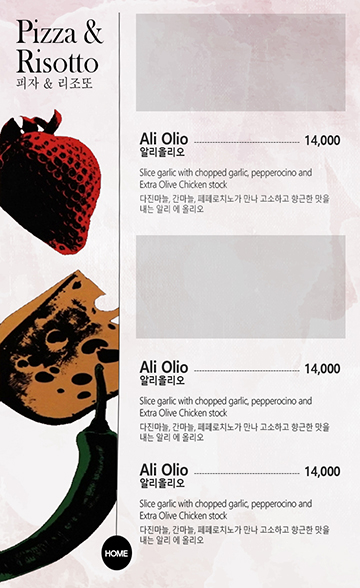 Pizza &
Risotto
피자 & 리조또
Ali Olio 14,000
알리올리오
Slice garlic with chopped garlic, pepperocino and
Extra Olive Chicken stock
다진마늘, 간마늘, 페페로치노가 만나 고소하고 향근한 맛을
내는 알리 에 올리오
Ali Olio 14,000
알리올리오
Slice garlic with chopped garlic, pepperocino and
Extra Olive Chicken stock
다진마늘, 간마늘, 페페로치노가 만나 고소하고 향근한 맛을
내는 알리 에 올리오
Ali Olio 14,000
알리올리오
Slice garlic with chopped garlic, pepperocino and
Extra Olive Chicken stock
다진마늘, 간마늘, 페페로치노가 만나 고소하고 향근한 맛을
내는 알리 에 올리오
HOME